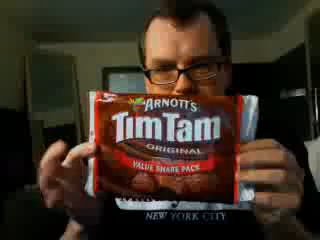 ARNOTT'S
TimTam
ORIGINAL
VALUE SHARE PACK
NEW YORK CITY